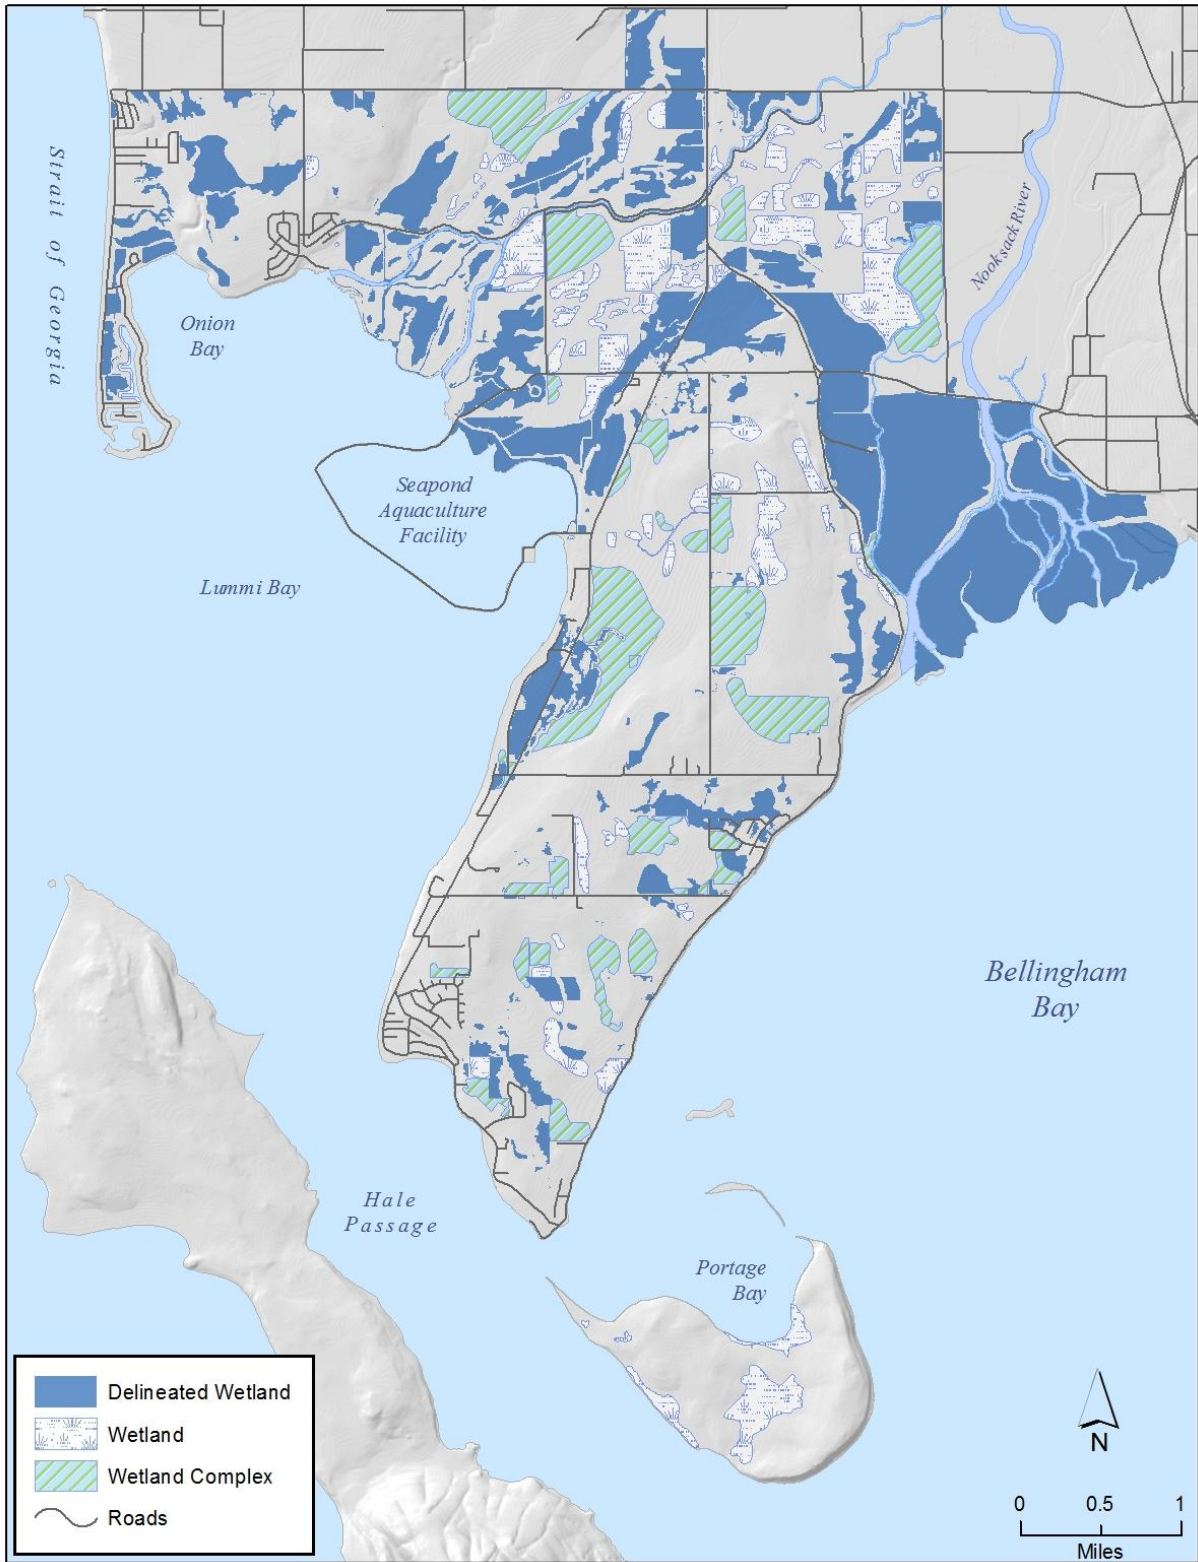 Strait of Georgia
Nooksack River
Onion
Bay
Seapond
Aquaculture
Facility
Lummi Bay
Bellingham
Bay
Hale
Passage
Portage
Bay
Delineated Wetland
Wetland
Wetland Complex
Roads
N
0 0.5 1
Miles